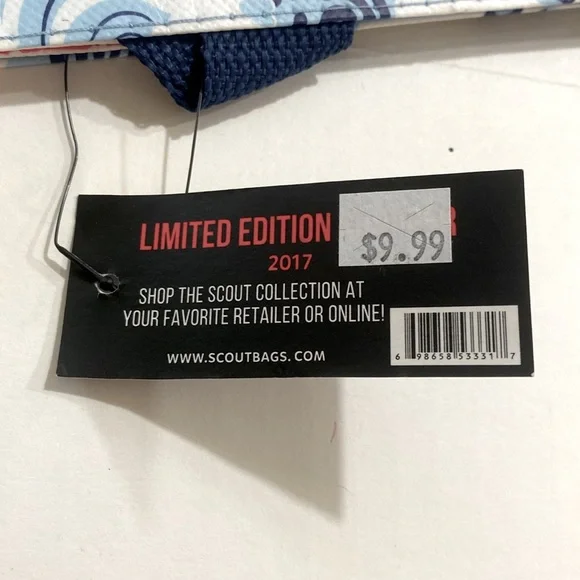 LIMITED EDITION
$9.99
2017
SHOP THE SCOUT COLLECTION AT
YOUR FAVORITE RETAILER OR ONLINE!
WWW.SCOUTBAGS.COM
6 98658 53331 7